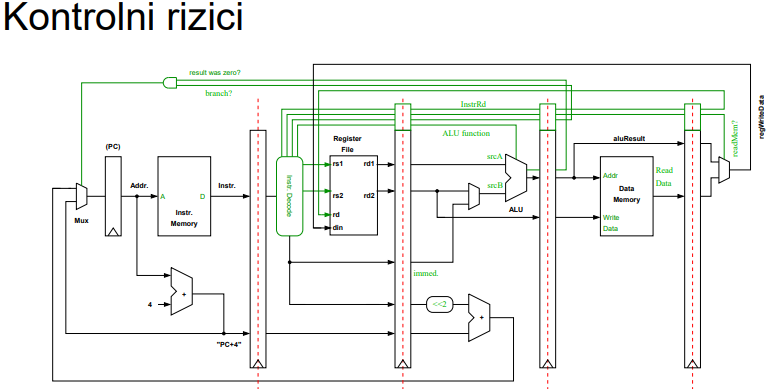 Kontrolni rizici
result was zero?
branch?
InstrRd
ALU function
readMem?
regWriteData
(PC)
Register
File
aluResult
Addr.
Instr.
A
D
Instr.
Memory
Mux
Instr. Decode
rs1
rd1
rs2
rd2
rd
din
srcA
srcB
ALU
Addr
Data
Memory
Read
Data
Write
Data
immed.
4
+
<<2
+
"PC+4"